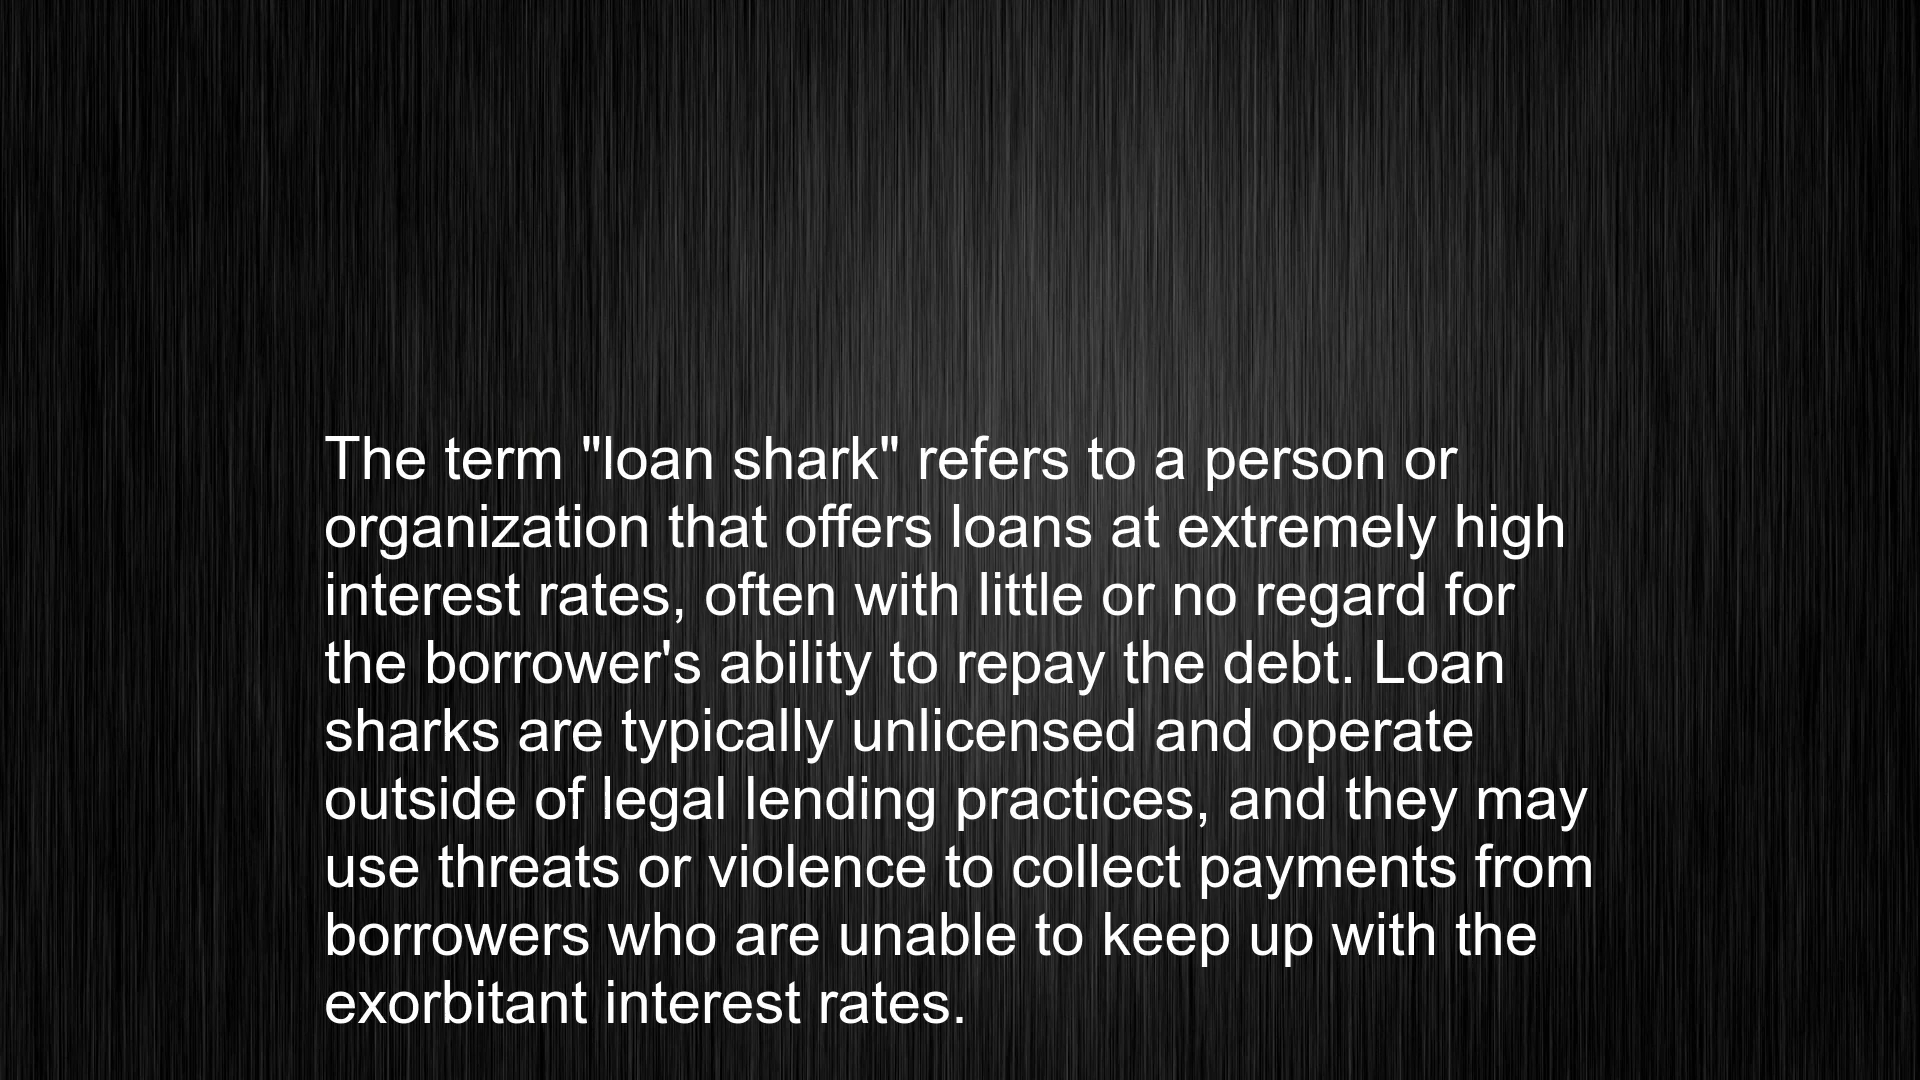 The term "loan shark" refers to a person or
organization that offers loans at extremely high
interest rates, often with little or no regard for
the borrower's ability to repay the debt. Loan
sharks are typically unlicensed and operate
outside of legal lending practices, and they may
use threats or violence to collect payments from
borrowers who are unable to keep up with the
exorbitant interest rates.